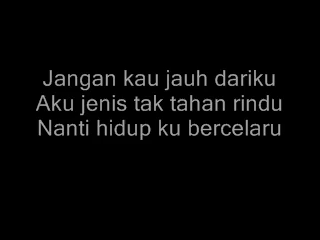 Jangan kau jauh dariku
Aku jenis tak tahan rindu
Nanti hidup ku bercelaru